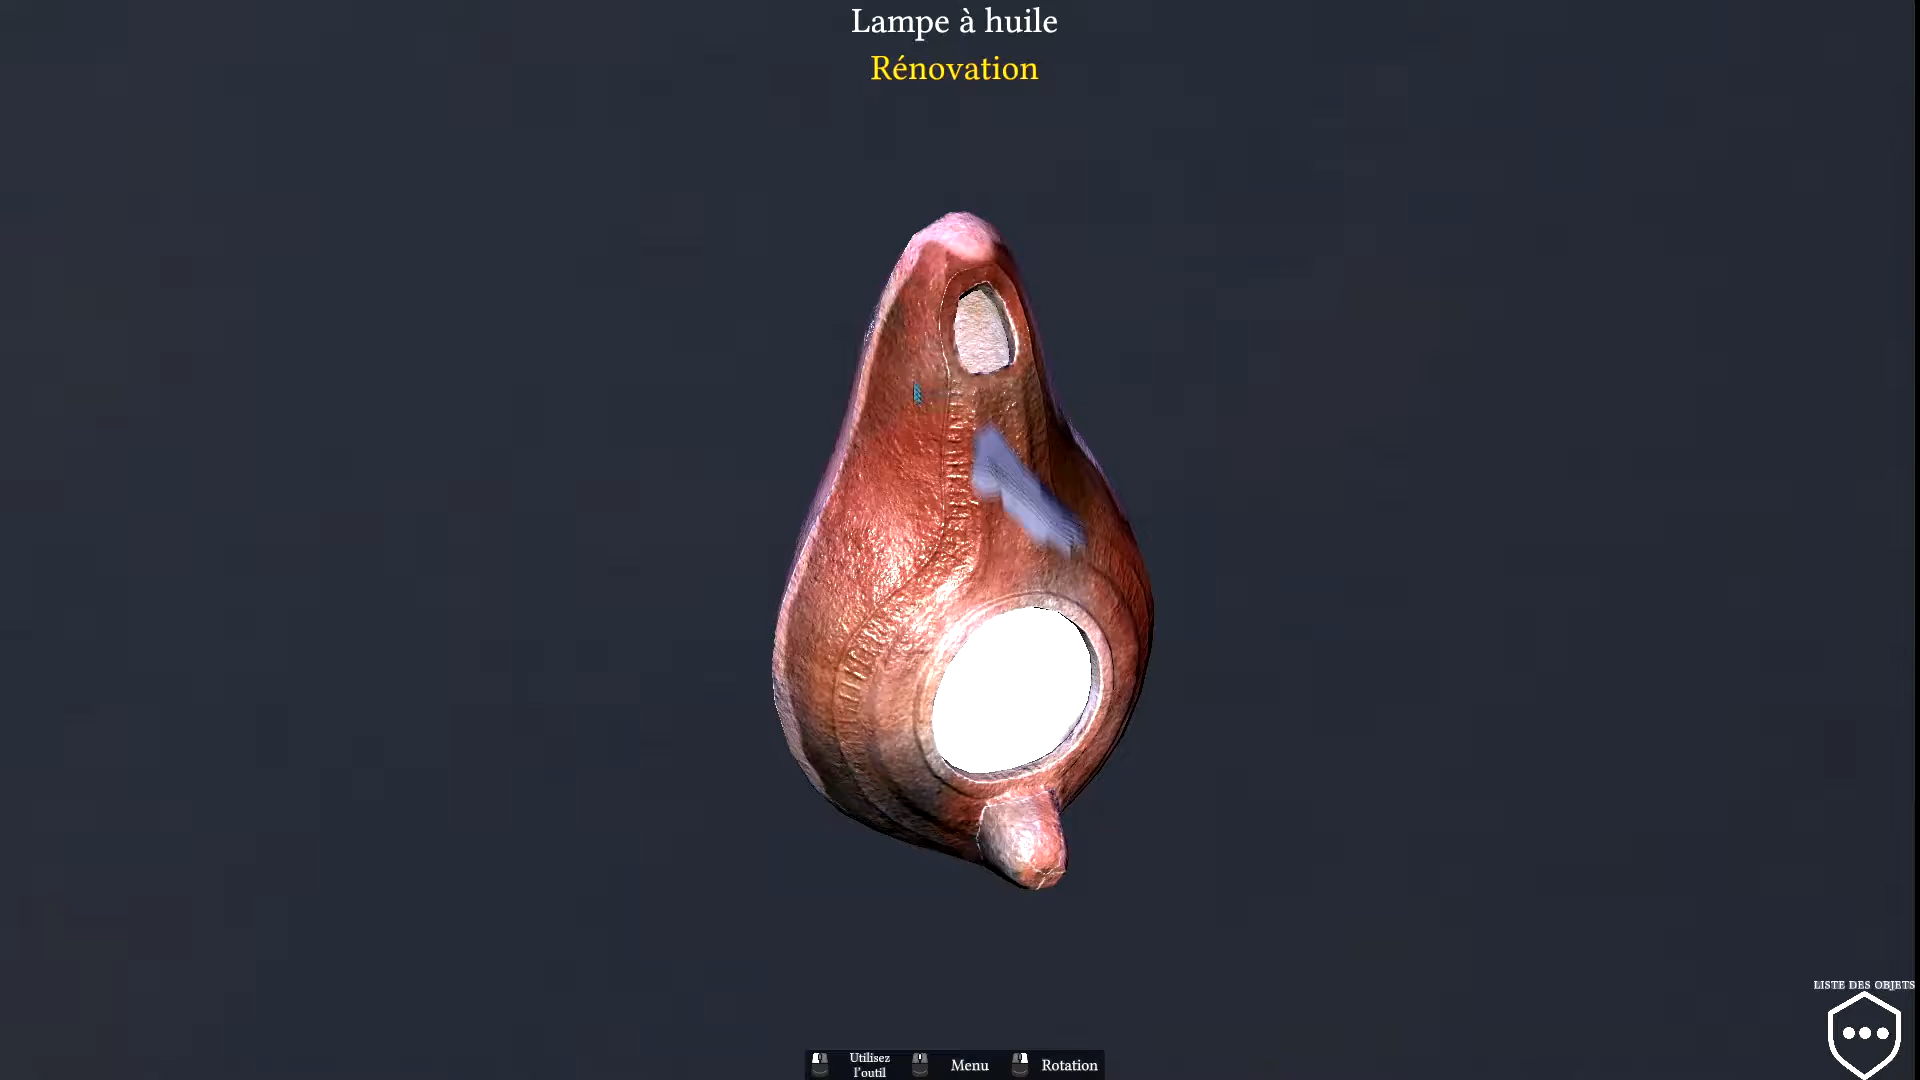 Lampe à huile
Rénovation
LISTE DES OBJETS
Utilisez
l'outil
Menu
Rotation